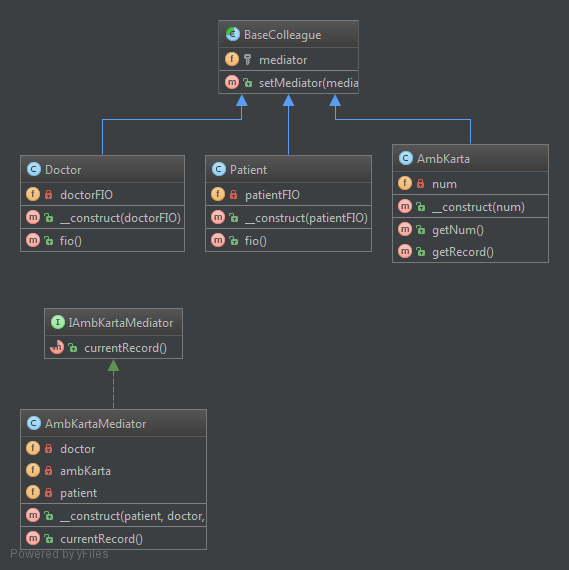 BaseColleague
mediator
setMediator(media
Doctor
doctorFIO
__construct(doctorFIO)
fio()
Patient
patientFIO
__construct(patientFIO)
fio()
AmbKarta
num
__construct(num)
getNum()
getRecord()
IAmbKartaMediator
currentRecord()
AmbKartaMediator
doctor
ambKarta
patient
__construct(patient, doctor,
currentRecord()
Powered by yFiles